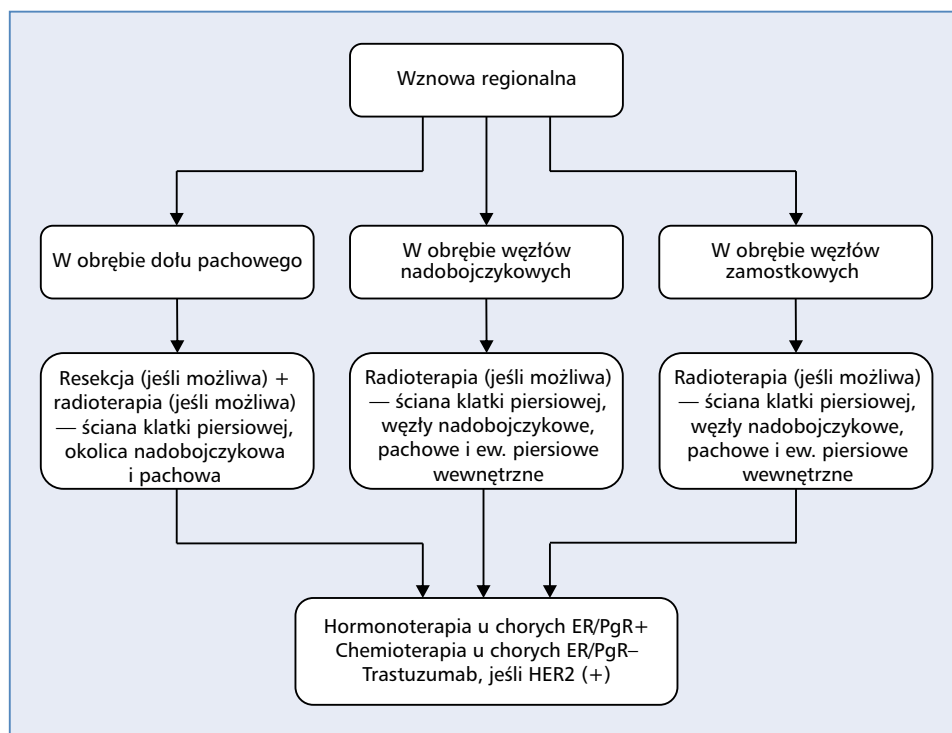 Wznowa regionalna
W obrębie dołu pachowego
W obrębie węzłów
nadobojczykowych
W obrębie węzłów
zamostkowych
Resekcja (jeśli możliwa) +
radioterapia (jeśli możliwa)
— ściana klatki piersiowej,
okolica nadobojczykowa
i pachowa
Radioterapia (jeśli możliwa)
— ściana klatki piersiowej,
węzły nadobojczykowe,
pachowe i ew. piersiowe
wewnętrzne
Radioterapia (jeśli możliwa)
— ściana klatki piersiowej,
węzły nadobojczykowe,
pachowe i ew. piersiowe
wewnętrzne
Hormonoterapia u chorych ER/PgR+
Chemioterapia u chorych ER/PgR–
Trastuzumab, jeśli HER2 (+)